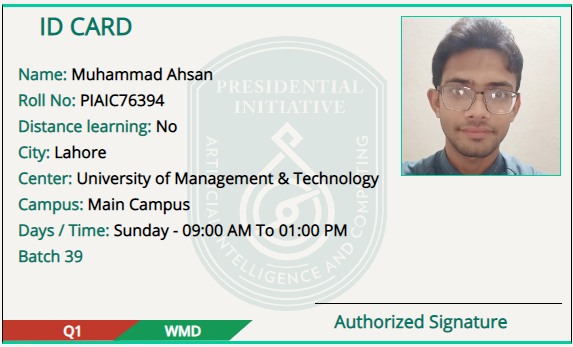 ID CARD
Name: Muhammad Ahsan
Roll No: PIAIC76394
Distance learning: No
City: Lahore
Center: University of Management & Technology
Campus: Main Campus
Days / Time: Sunday - 09:00 AM To 01:00 PM
Batch 39
PRESIDENTIAL
INITIATIVE
ARTIFICIAL INTELLIGENCE AND COMPUTING
Authorized Signature
Q1
WMD